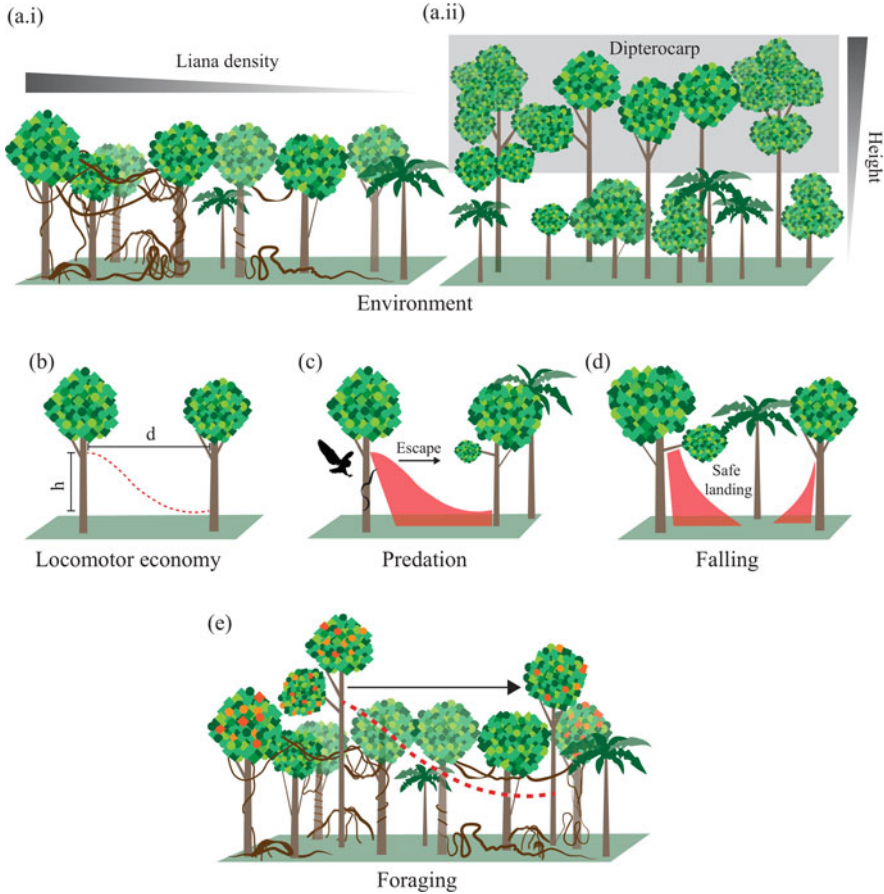 (a.i)
(a.ii)
Liana density
Dipterocarp
Height
Environment
(b)
(c)
(d)
d
h
Escape
Safe
landing
Locomotor economy
Predation
Falling
(e)
Foraging